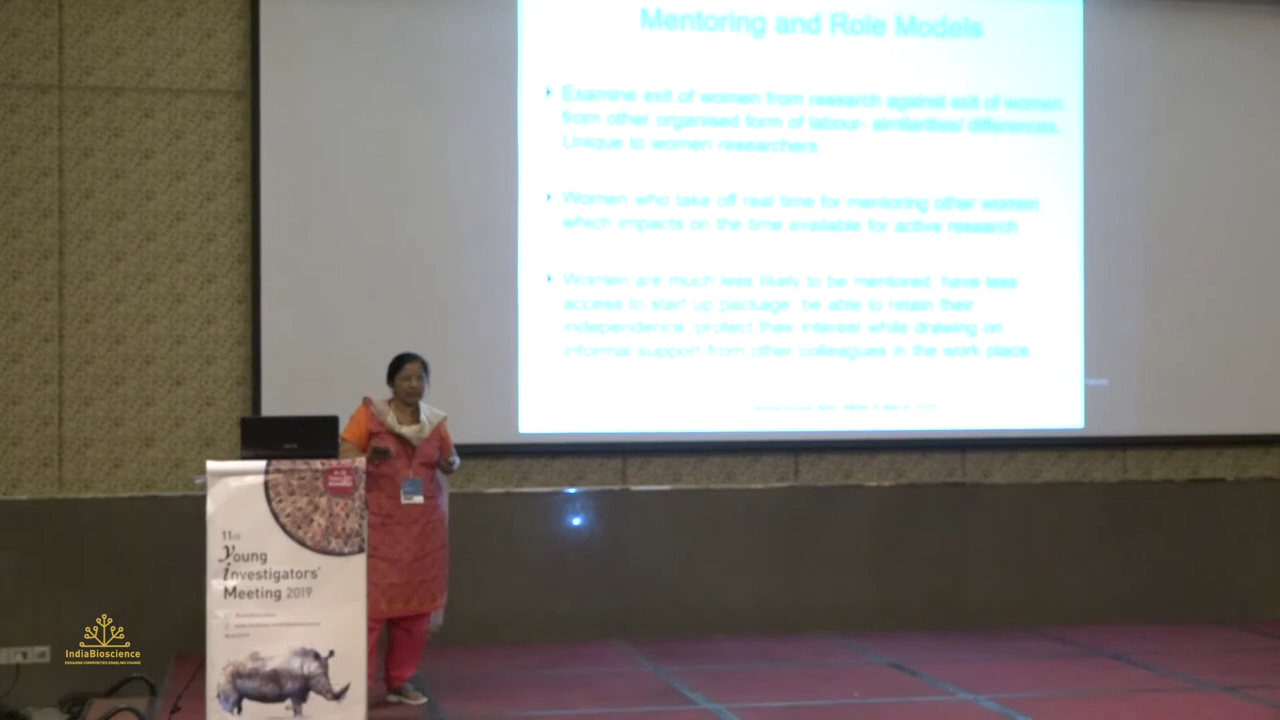 Mentoring and Role Models
Examine exit of women from research against exit of women
from other organised form of labour- similarities/ differences.
Unique to women researchers.
Women who take off real time for mentoring other women
which impacts on the time available for active research
Women are much less likely to be mentored, have less
access to start up package, be able to retain their
independence, protect their interest while drawing on
informal support from other colleagues in the work place
11th
Young
Investigators'
Meeting 2019
IndiaBioscience
ENGAGING COMMUNITIES ENABLING CHANGE